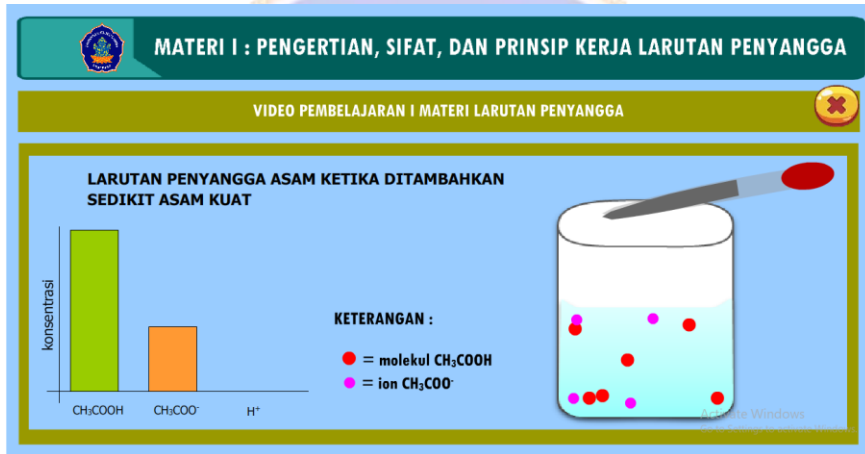 MATERI I : PENGERTIAN, SIFAT, DAN PRINSIP KERJA LARUTAN PENYANGGA
VIDEO PEMBELAJARAN I MATERI LARUTAN PENYANGGA
LARUTAN PENYANGGA ASAM KETIKA DITAMBAHKAN
SEDIKIT ASAM KUAT
konsentrasi
CH₃COOH CH₃COO⁻ H⁺
KETERANGAN :
= molekul CH₃COOH
= ion CH₃COO⁻
Activate Windows